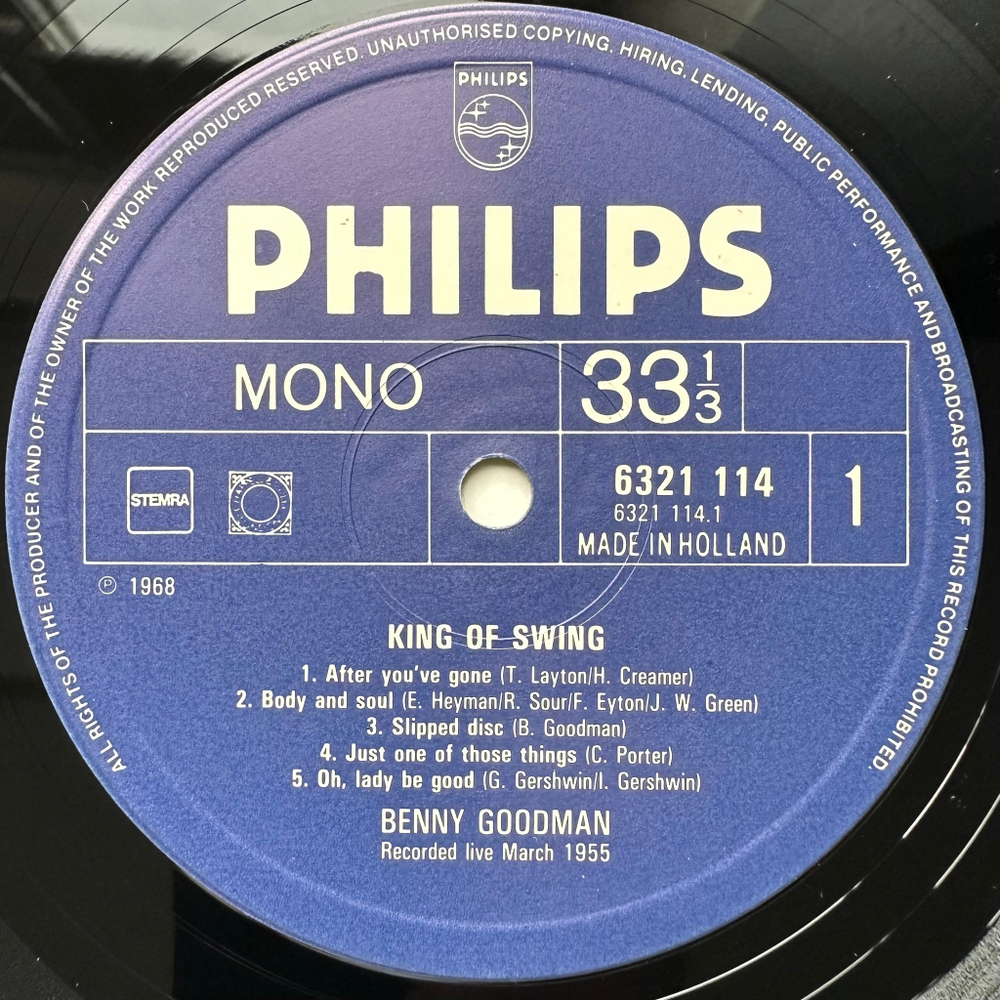 ALL RIGHTS OF THE PRODUCER AND OF THE OWNER OF THE WORK REPRODUCED RESERVED. UNAUTHORISED COPYING, HIRING, LENDING, PUBLIC PERFORMANCE AND BROADCASTING OF THIS RECORD PROHIBITED.
PHILIPS
PHILIPS
MONO 33 1/3
STEMRA 6321 114 1
6321 114.1
MADE IN HOLLAND
℗ 1968
KING OF SWING
1. After you've gone (T. Layton/H. Creamer)
2. Body and soul (E. Heyman/R. Sour/F. Eyton/J. W. Green)
3. Slipped disc (B. Goodman)
4. Just one of those things (C. Porter)
5. Oh, lady be good (G. Gershwin/I. Gershwin)
BENNY GOODMAN
Recorded live March 1955